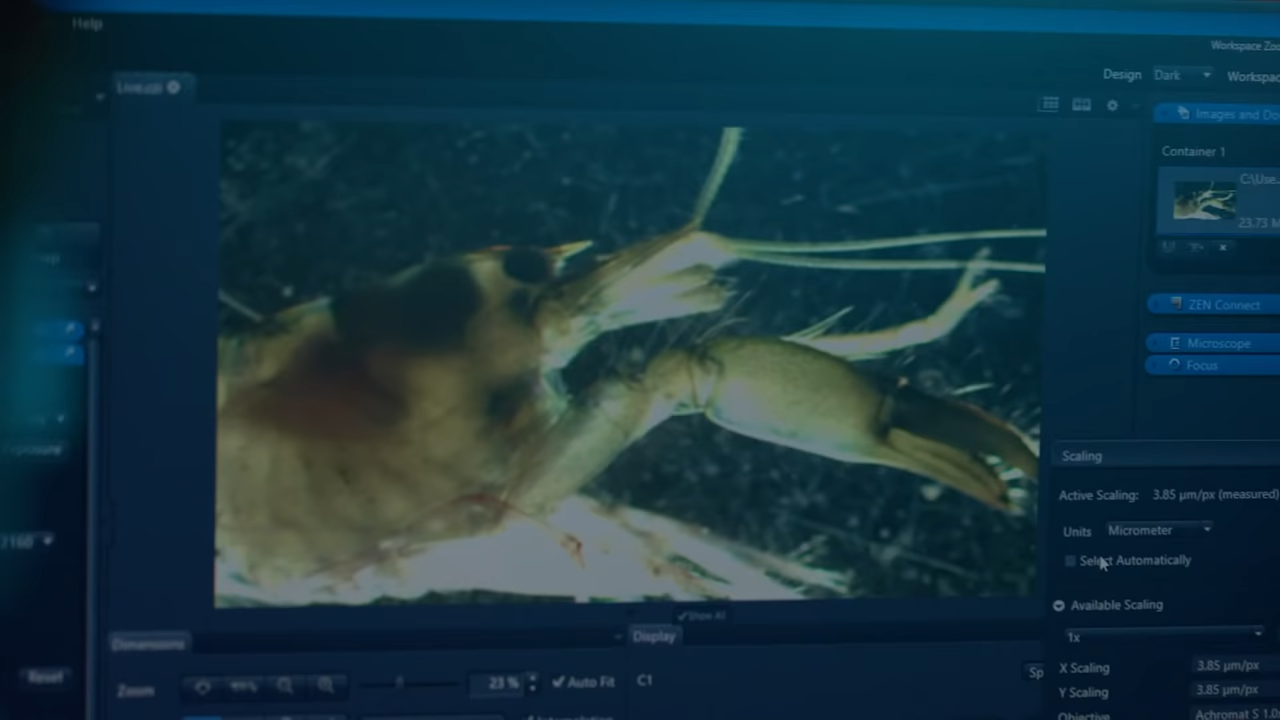 Help
Workspace Zoo
Design Dark Workspac
Live.czi
Images and Do
Container 1
C:\Use...
23.73 M
ZEN Connect
Microscope
Focus
Scaling
Active Scaling: 3.85 µm/px (measured)
Units Micrometer
Select Automatically
Available Scaling
1x
X Scaling 3.85 µm/px
Y Scaling 3.85 µm/px
Objective Achromat S 1.0
Show All
Dimensions
Display
Zoom 23 % Auto Fit C1
Sp
Interpolation
2160
Reset